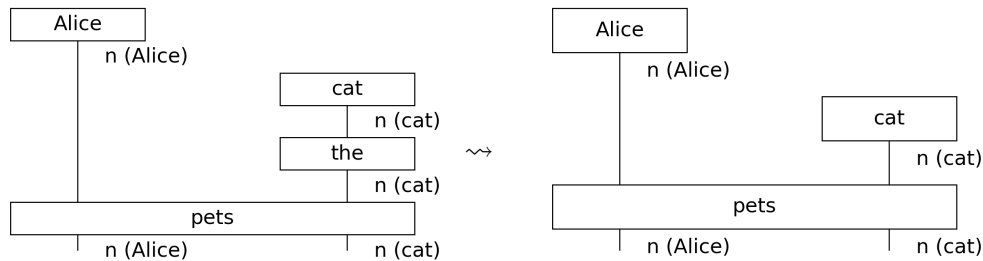 Alice
n (Alice)
cat
n (cat)
the
n (cat)
pets
n (Alice) n (cat)
⇝
Alice
n (Alice)
cat
n (cat)
pets
n (Alice) n (cat)